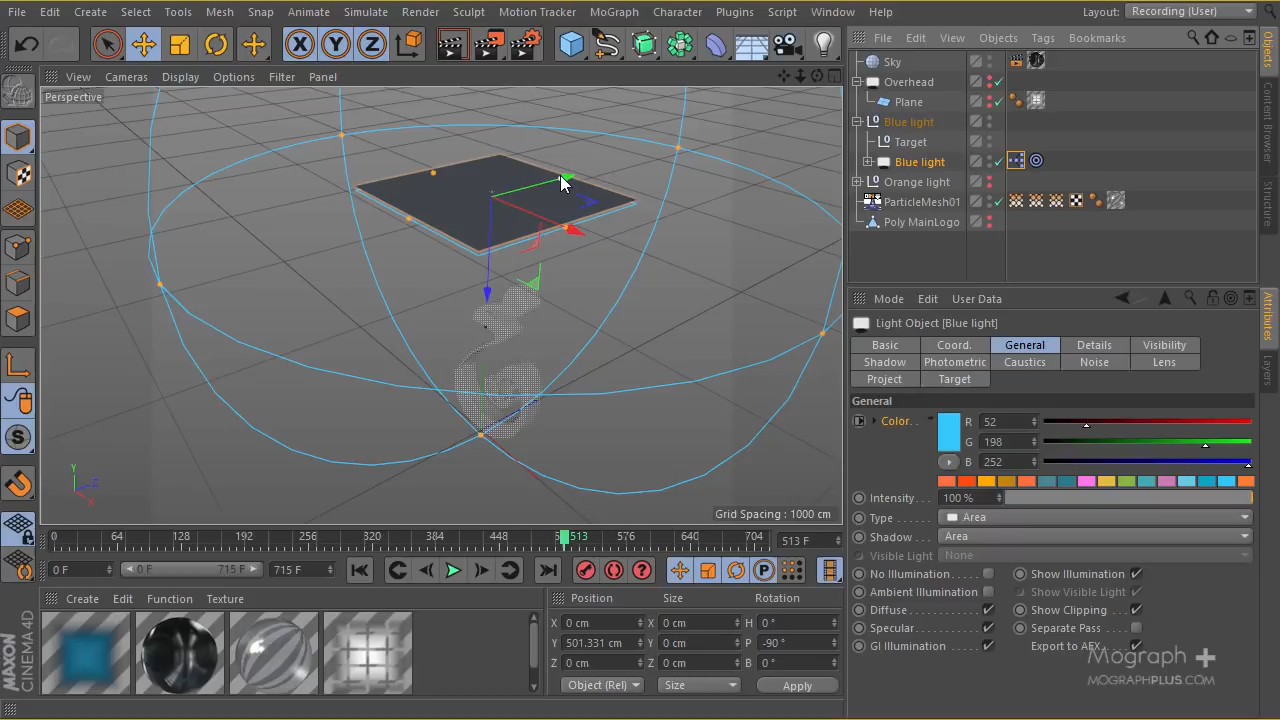 File Edit Create Select Tools Mesh Snap Animate Simulate Render Sculpt Motion Tracker MoGraph Character Plugins Script Window Help Layout: Recording (User)
X Y Z
View Cameras Display Options Filter Panel
Perspective
Grid Spacing : 1000 cm
Y
Z
X
0 64 128 192 256 320 384 448 513 576 640 704 513 F
0 F 0 F 715 F 715 F
Create Edit Function Texture
Position Size Rotation
X 0 cm X 0 cm H 0 °
Y 501.331 cm Y 0 cm P -90 °
Z 0 cm Z 0 cm B 0 °
Object (Rel) Size Apply
MAXON
CINEMA 4D
File Edit View Objects Tags Bookmarks
Sky
Overhead
Plane
Blue light
Target
Blue light
Orange light
ParticleMesh01
Poly MainLogo
Mode Edit User Data
Light Object [Blue light]
Basic Coord. General Details Visibility
Shadow Photometric Caustics Noise Lens
Project Target
General
Color. R 52
G 198
B 252
Intensity 100 %
Type Area
Shadow Area
Visible Light None
No Illumination Show Illumination
Ambient Illumination Show Visible Light
Diffuse Show Clipping
Specular Separate Pass
GI Illumination Export to AEX
Mograph +
MOGRAPHPLUS.COM
Objects
Content Browser
Structure
Attributes
Layers